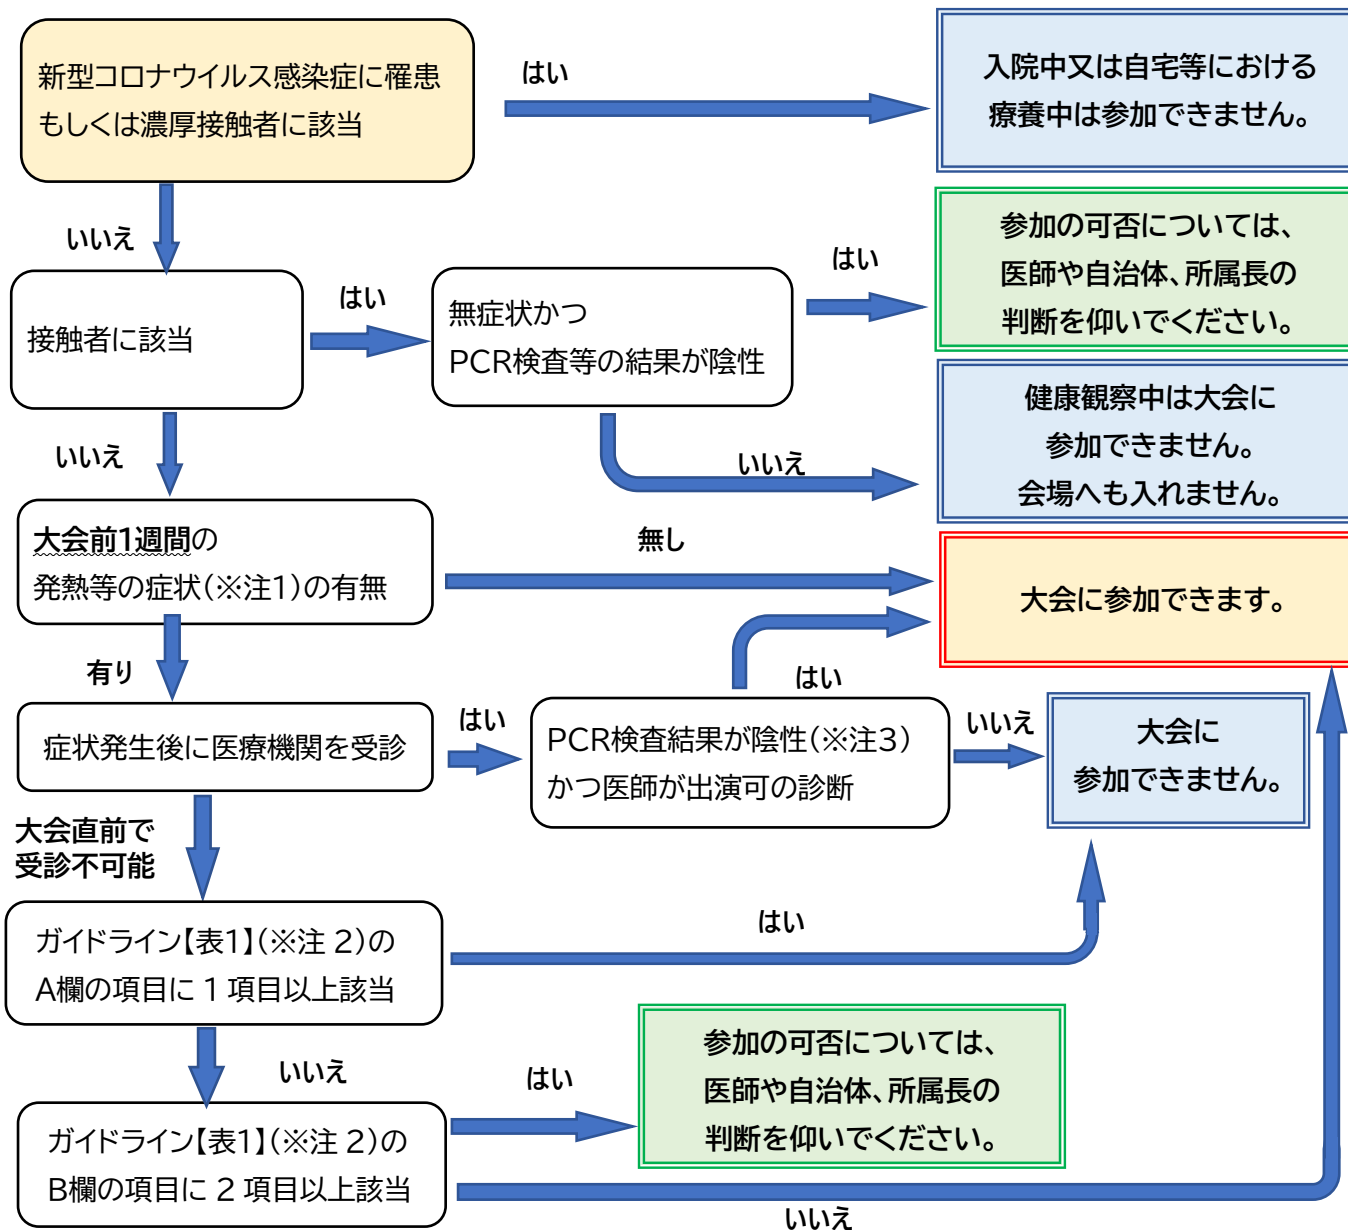 新型コロナウイルス感染症に罹患
もしくは濃厚接触者に該当
はい
入院中又は自宅等における
療養中は参加できません。
いいえ
接触者に該当
はい
無症状かつ
PCR検査等の結果が陰性
はい
参加の可否については、
医師や自治体、所属長の
判断を仰いでください。
いいえ
健康観察中は大会に
参加できません。
会場へも入れません。
いいえ
大会前1週間の
発熱等の症状(※注1)の有無
無し
大会に参加できます。
有り
症状発生後に医療機関を受診
はい
PCR検査結果が陰性(※注3)
かつ医師が出演可の診断
はい
いいえ
大会に
参加できません。
大会直前で
受診不可能
ガイドライン【表1】(※注 2)の
A欄の項目に 1 項目以上該当
はい
いいえ
ガイドライン【表1】(※注 2)の
B欄の項目に 2 項目以上該当
はい
参加の可否については、
医師や自治体、所属長の
判断を仰いでください。
いいえ